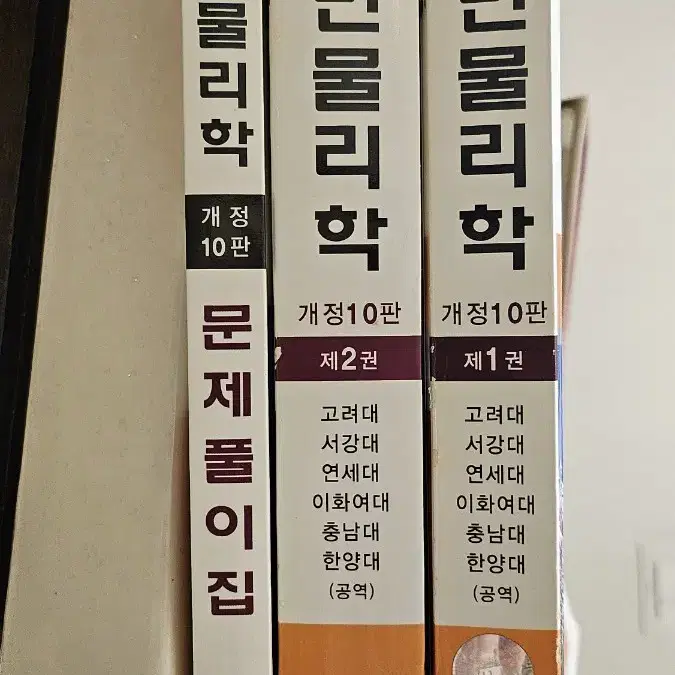 물리학
개정
10판
문제풀이집
물리학
개정10판
제2권
고려대
서강대
연세대
이화여대
충남대
한양대
(공역)
물리학
개정10판
제1권
고려대
서강대
연세대
이화여대
충남대
한양대
(공역)